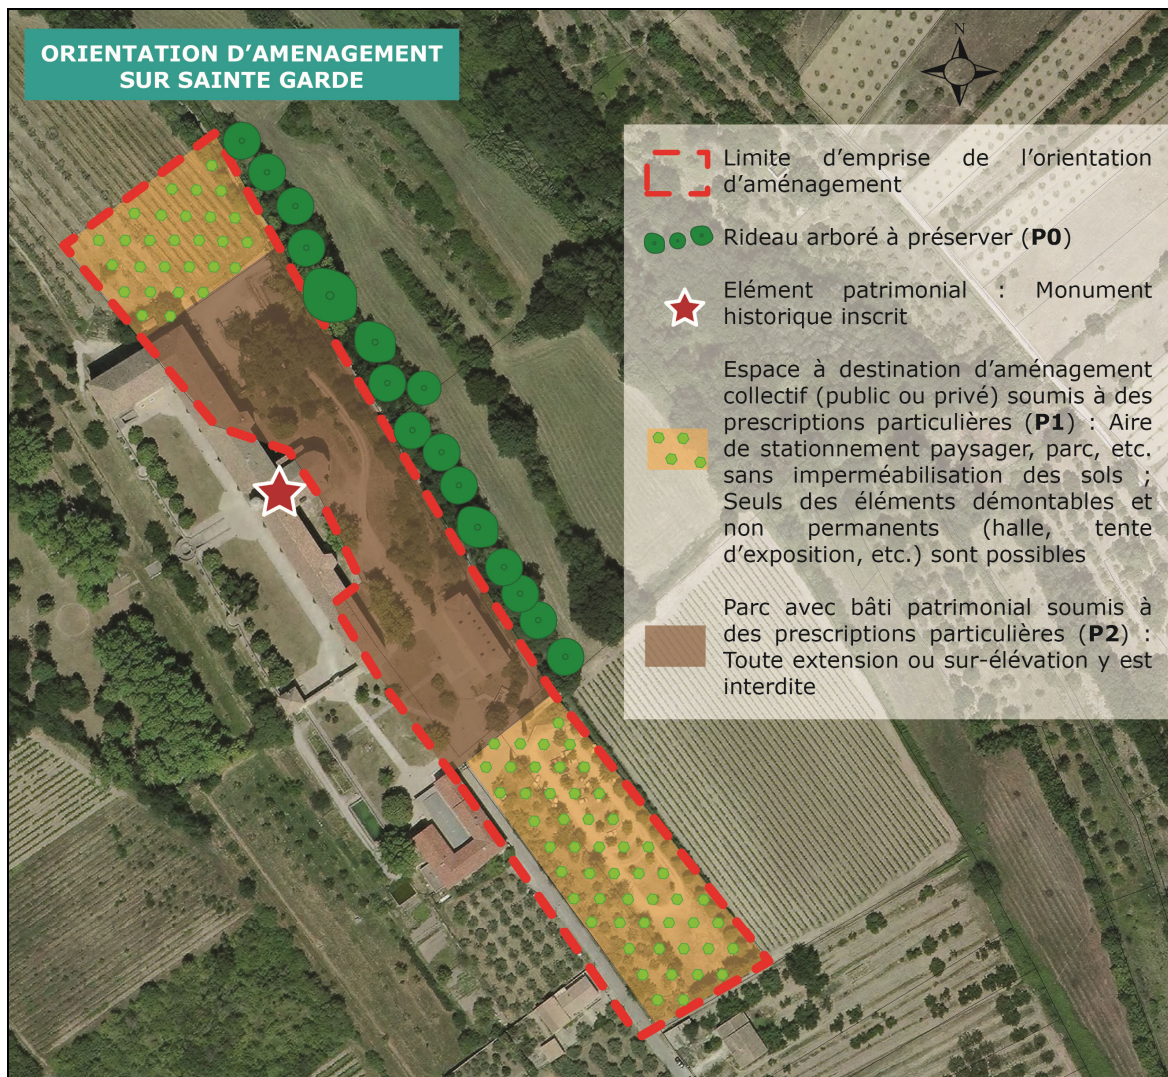 ORIENTATION D’AMENAGEMENT
SUR SAINTE GARDE
N
Limite d’emprise de l’orientation
d’aménagement
Rideau arboré à préserver (P0)
Elément patrimonial : Monument
historique inscrit
Espace à destination d’aménagement
collectif (public ou privé) soumis à des
prescriptions particulières (P1) : Aire
de stationnement paysager, parc, etc.
sans imperméabilisation des sols ;
Seuls des éléments démontables et
non permanents (halle, tente
d’exposition, etc.) sont possibles
Parc avec bâti patrimonial soumis à
des prescriptions particulières (P2) :
Toute extension ou sur-élévation y est
interdite